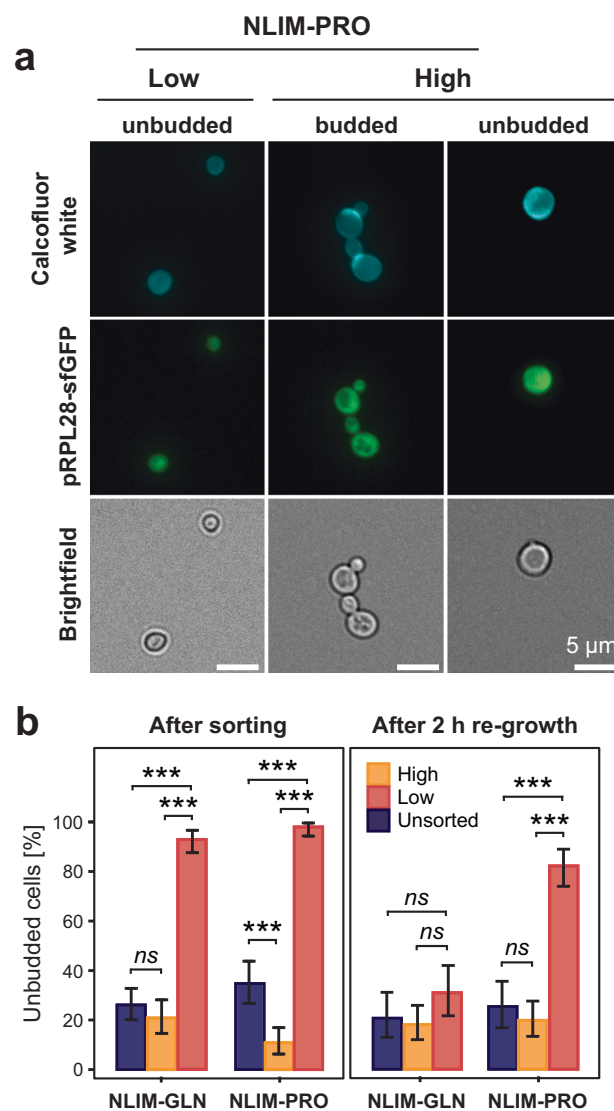 NLIM-PRO
a
Low
High
unbudded
budded
unbudded
Calcofluor
white
pRPL28-sfGFP
Brightfield
5 µm
b
After sorting
After 2 h re-growth
Unbudded cells [%]
100
80
60
40
20
0
***
***
ns
***
***
***
High
Low
Unsorted
ns
ns
***
***
ns
NLIM-GLN
NLIM-PRO
NLIM-GLN
NLIM-PRO